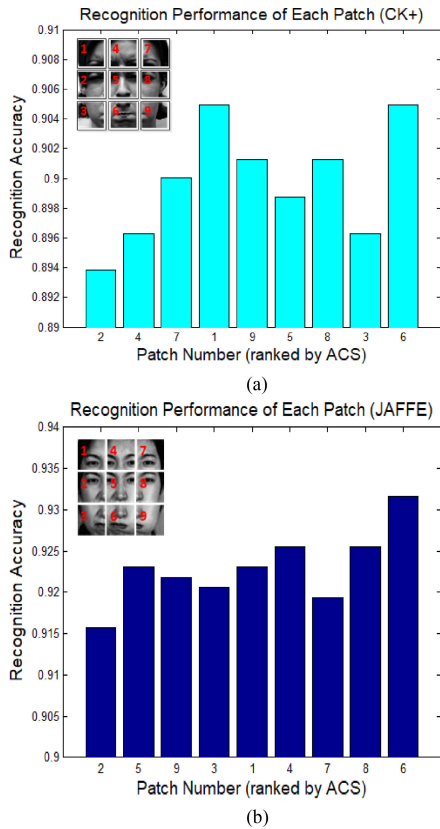 Recognition Performance of Each Patch (CK+)
0.91
0.908
0.906
0.904
0.902
0.9
0.898
0.896
0.894
0.892
0.89
Recognition Accuracy
1 4 7
2 5 8
3 6 9
2 4 7 1 9 5 8 3 6
Patch Number (ranked by ACS)
(a)
Recognition Performance of Each Patch (JAFFE)
0.94
0.935
0.93
0.925
0.92
0.915
0.91
0.905
0.9
Recognition Accuracy
1 4 7
2 5 8
3 6 9
2 5 9 3 1 4 7 8 6
Patch Number (ranked by ACS)
(b)